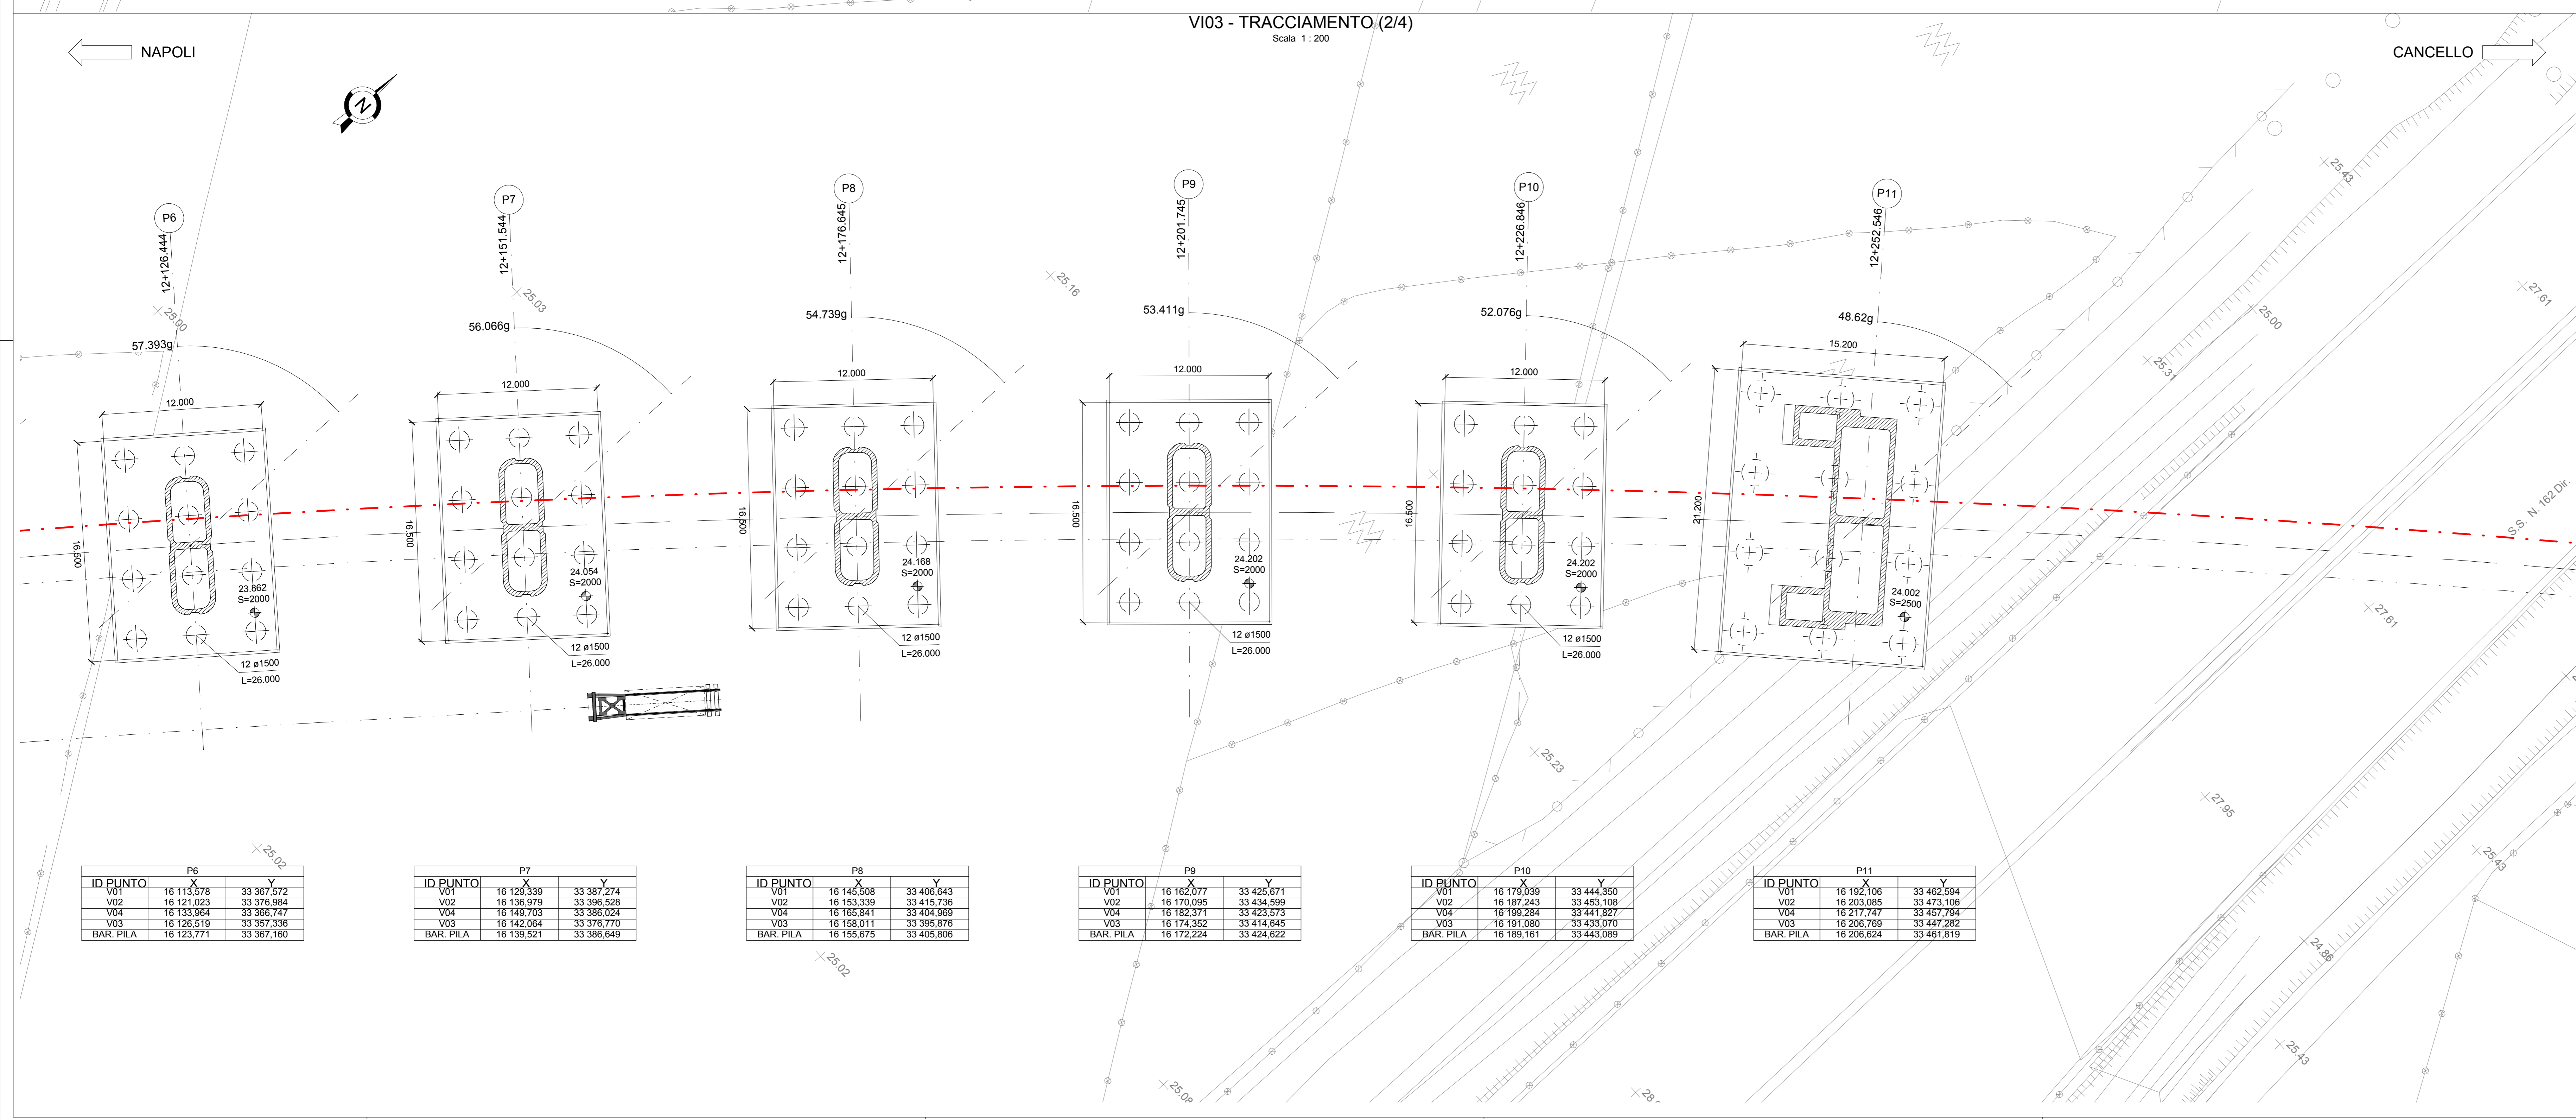 VI03 - TRACCIAMENTO (2/4)
Scala 1 : 200
NAPOLI
CANCELLO
N
P6
12+126.444
57.393g
12.000
16.500
23.862
S=2000
12 ø1500
L=26.000
P7
12+151.544
56.066g
12.000
16.500
24.054
S=2000
12 ø1500
L=26.000
P8
12+176.645
54.739g
12.000
16.500
24.168
S=2000
12 ø1500
L=26.000
P9
12+201.745
53.411g
12.000
16.500
24.202
S=2000
12 ø1500
L=26.000
P10
12+226.846
52.076g
12.000
16.500
24.202
S=2000
12 ø1500
L=26.000
P11
12+252.546
48.62g
15.200
21.200
24.002
S=2500
25.00
25.03
25.16
25.43
25.00
27.61
25.31
S.S. N. 162 Dir.
27.61
25.23
27.95
25.02
25.43
25.02
24.86
25.43
25.08
P6
ID PUNTO X Y
V01 16 113,578 33 367,572
V02 16 121,023 33 376,984
V04 16 133,964 33 366,747
V03 16 126,519 33 357,336
BAR. PILA 16 123,771 33 367,160
P7
ID PUNTO X Y
V01 16 129,339 33 387,274
V02 16 136,979 33 396,528
V04 16 149,703 33 386,024
V03 16 142,064 33 376,770
BAR. PILA 16 139,521 33 386,649
P8
ID PUNTO X Y
V01 16 145,508 33 406,643
V02 16 153,339 33 415,736
V04 16 165,841 33 404,969
V03 16 158,011 33 395,876
BAR. PILA 16 155,675 33 405,806
P9
ID PUNTO X Y
V01 16 162,077 33 425,671
V02 16 170,095 33 434,599
V04 16 182,371 33 423,573
V03 16 174,352 33 414,645
BAR. PILA 16 172,224 33 424,622
P10
ID PUNTO X Y
V01 16 179,039 33 444,350
V02 16 187,243 33 453,108
V04 16 199,284 33 441,827
V03 16 191,080 33 433,070
BAR. PILA 16 189,161 33 443,089
P11
ID PUNTO X Y
V01 16 192,106 33 462,594
V02 16 203,085 33 473,106
V04 16 217,747 33 457,794
V03 16 206,769 33 447,282
BAR. PILA 16 206,624 33 461,819